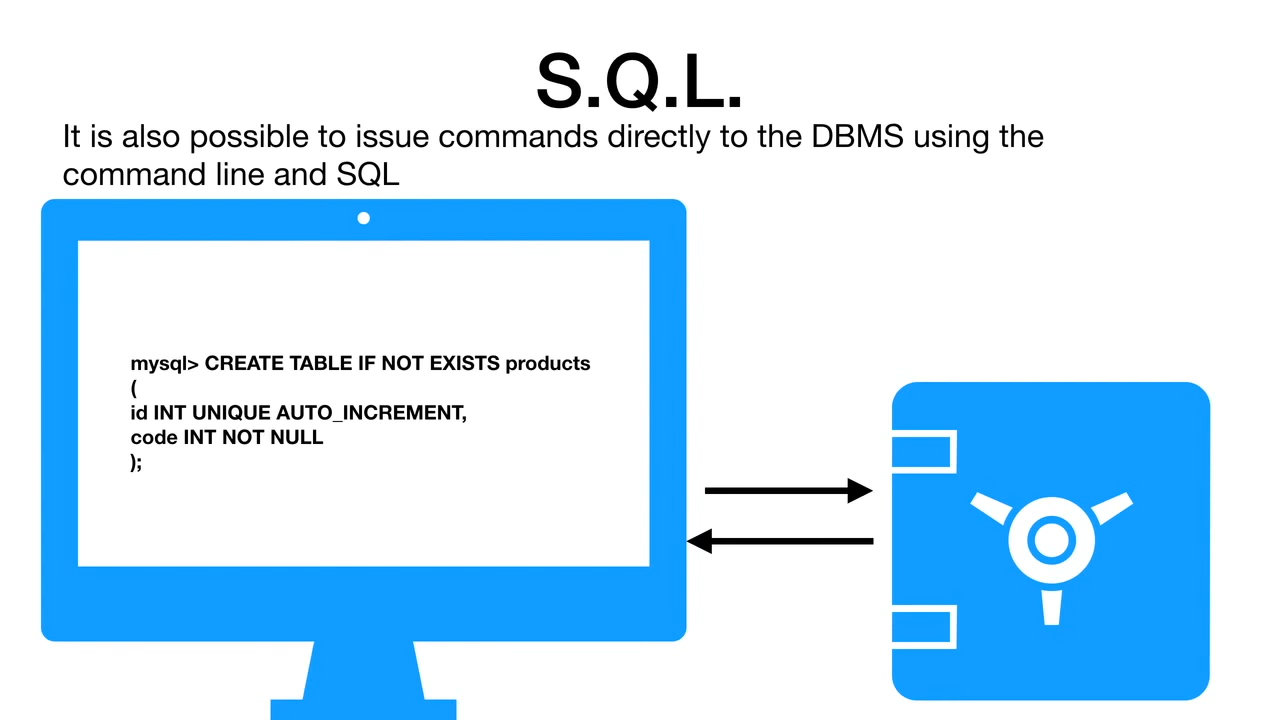 S.Q.L.
It is also possible to issue commands directly to the DBMS using the
command line and SQL
mysql> CREATE TABLE IF NOT EXISTS products
(
id INT UNIQUE AUTO_INCREMENT,
code INT NOT NULL
);